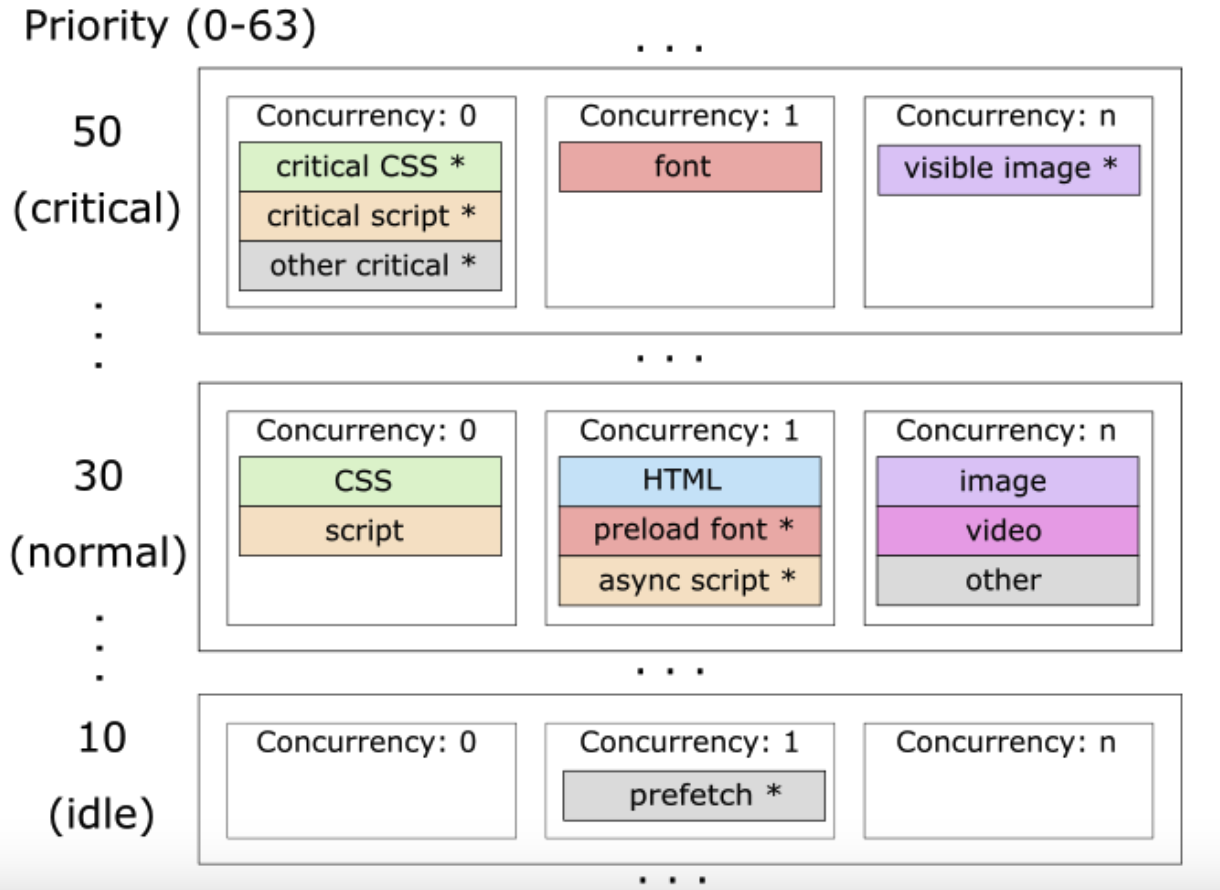 Priority (0-63)
. . .
50
(critical)
Concurrency: 0
critical CSS *
critical script *
other critical *
Concurrency: 1
font
Concurrency: n
visible image *
. . .
. . .
30
(normal)
Concurrency: 0
CSS
script
Concurrency: 1
HTML
preload font *
async script *
Concurrency: n
image
video
other
. . .
. . .
10
(idle)
Concurrency: 0
Concurrency: 1
prefetch *
Concurrency: n
. . .